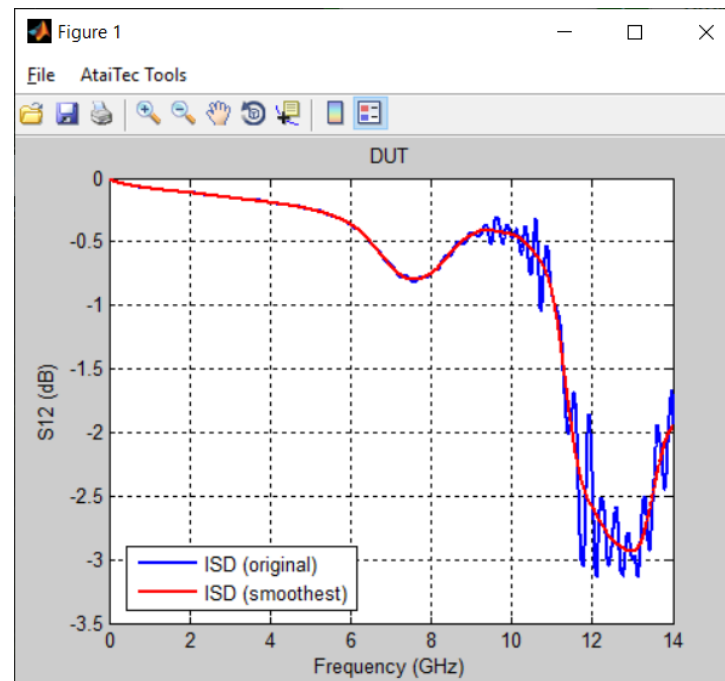 Figure 1
File AtaiTec Tools
DUT
0
-0.5
-1
-1.5
-2
-2.5
-3
-3.5
S12 (dB)
ISD (original)
ISD (smoothest)
0 2 4 6 8 10 12 14
Frequency (GHz)